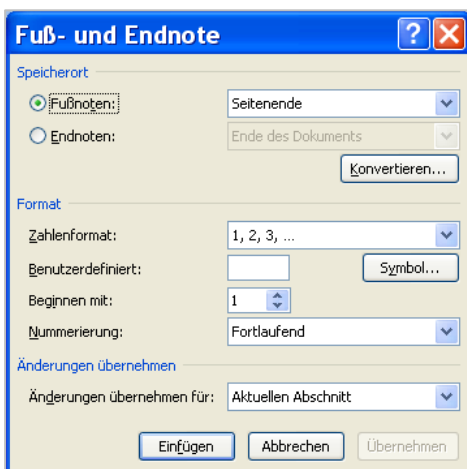 Fuß- und Endnote
Speicherort
Fußnoten: Seitenende
Endnoten: Ende des Dokuments
Konvertieren...
Format
Zahlenformat: 1, 2, 3, ...
Benutzerdefiniert: Symbol...
Beginnen mit: 1
Nummerierung: Fortlaufend
Änderungen übernehmen
Änderungen übernehmen für: Aktuellen Abschnitt
Einfügen Abbrechen Übernehmen